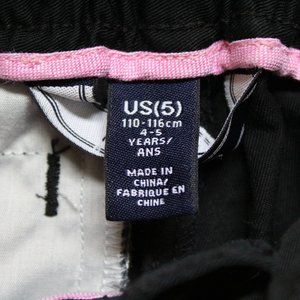 US(5)
110-116cm
4-5
YEARS/
ANS
MADE IN
CHINA/
FABRIQUE EN
CHINE